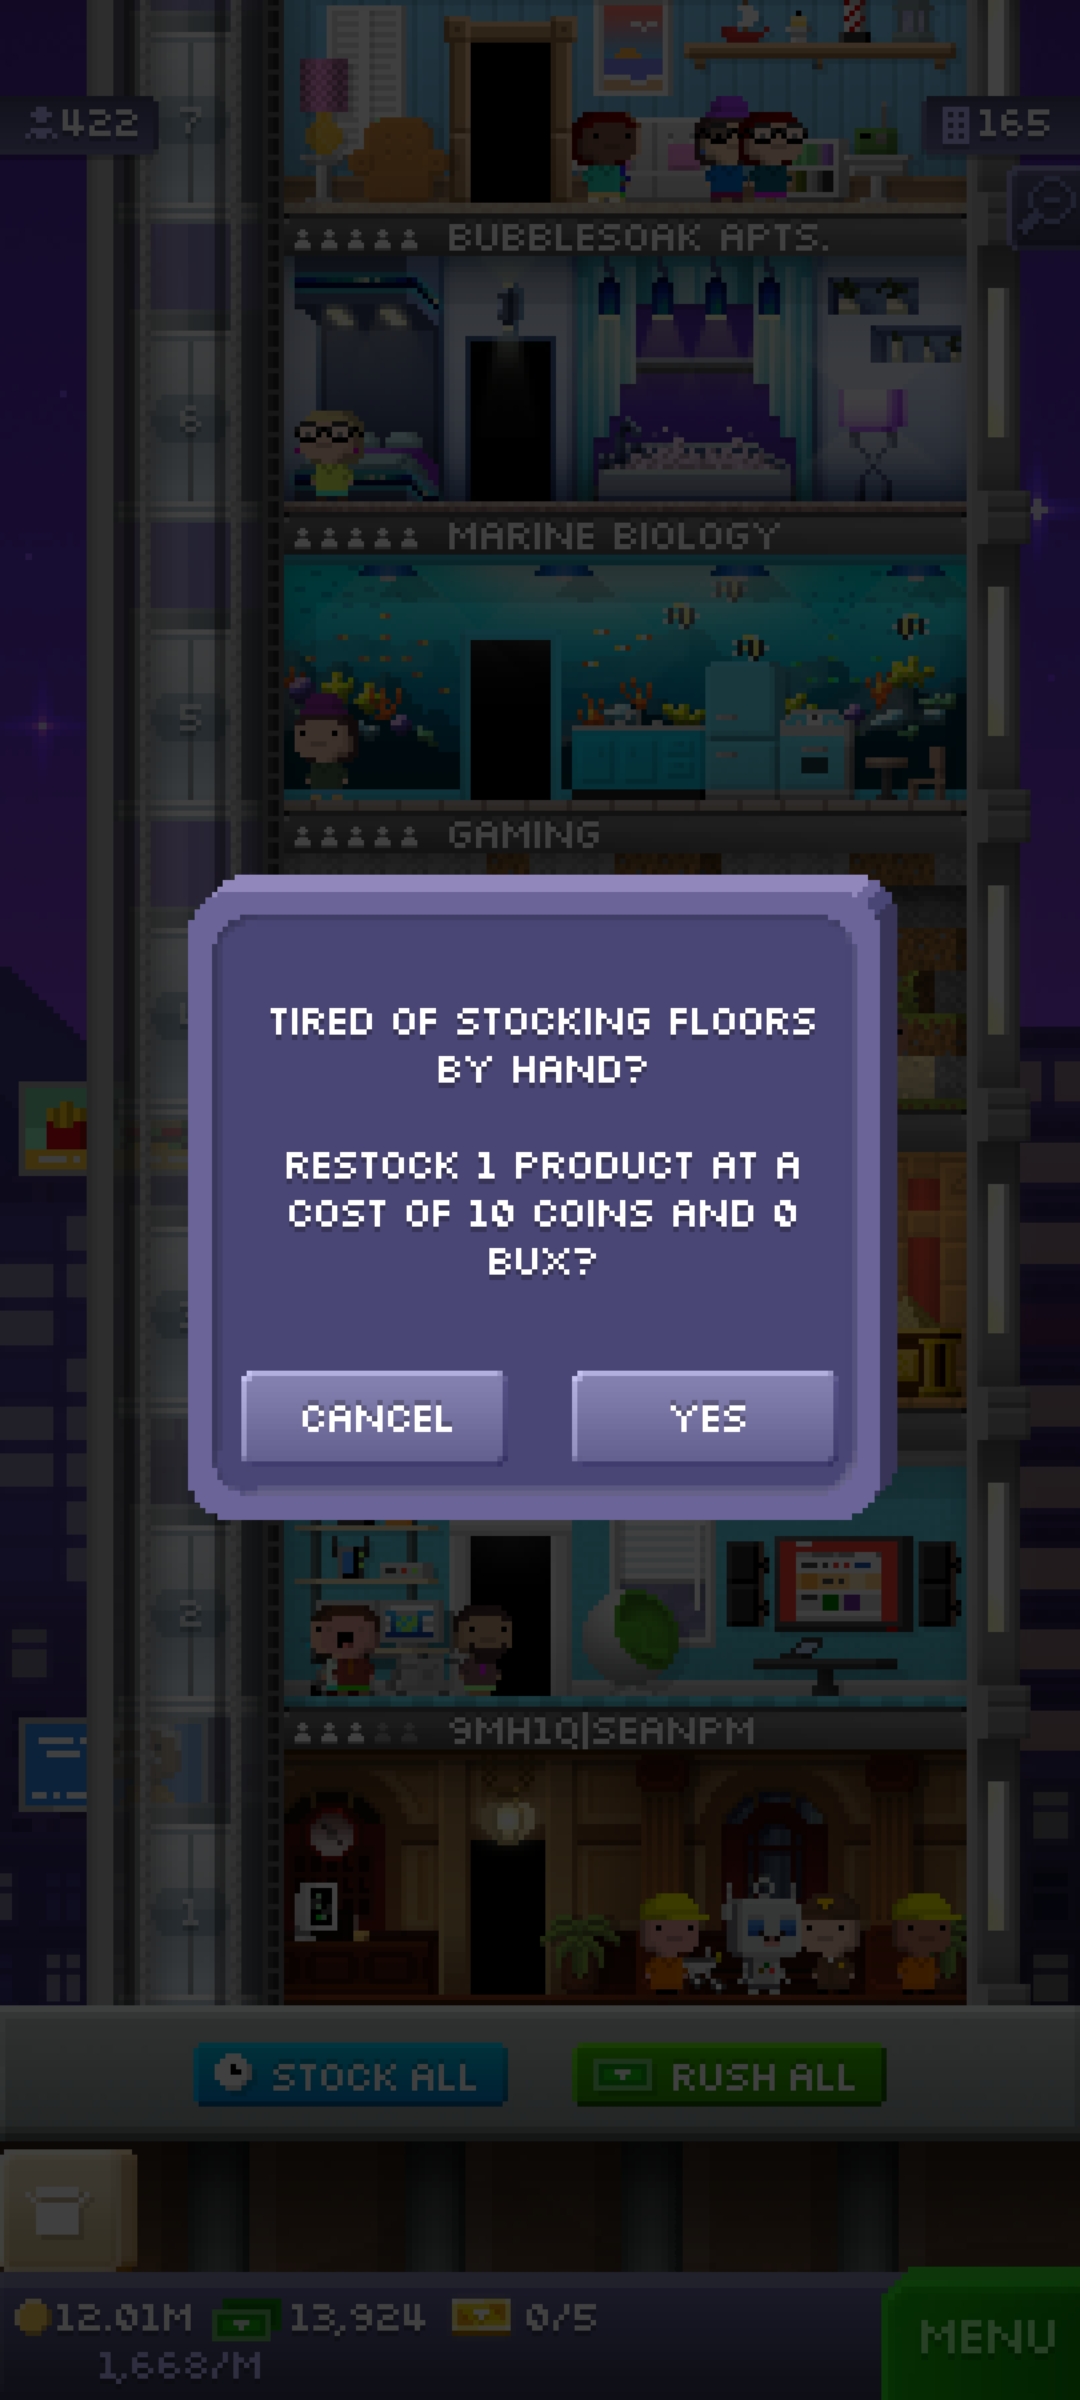 422
7
165
BUBBLESOAK APTS.
6
MARINE BIOLOGY
5
GAMING
TIRED OF STOCKING FLOORS
BY HAND?
RESTOCK 1 PRODUCT AT A
COST OF 10 COINS AND 0
BUX?
CANCEL
YES
2
9MH1Q|SEANPM
1
STOCK ALL
RUSH ALL
12.01M
13,924
0/5
1,668/M
MENU